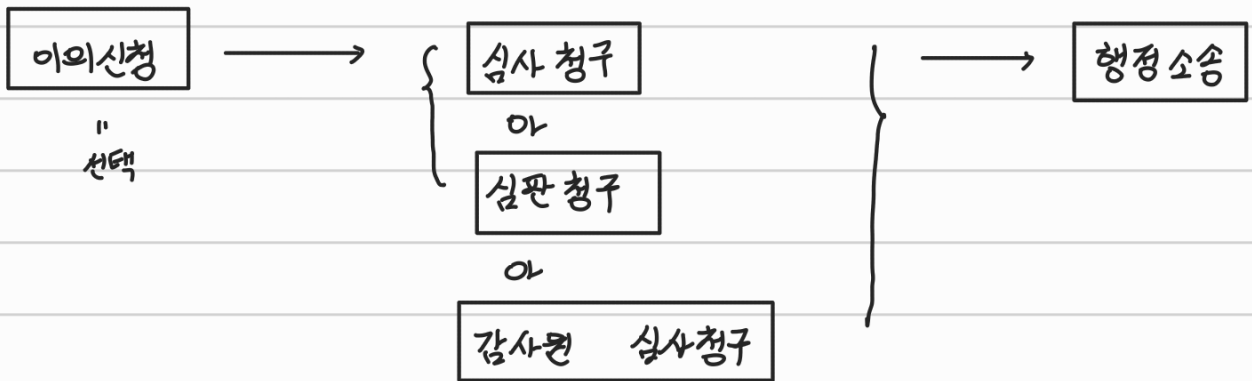 이의신청 → 심사 청구 → 행정소송
"
선택
or
심판 청구
or
감사원 심사청구